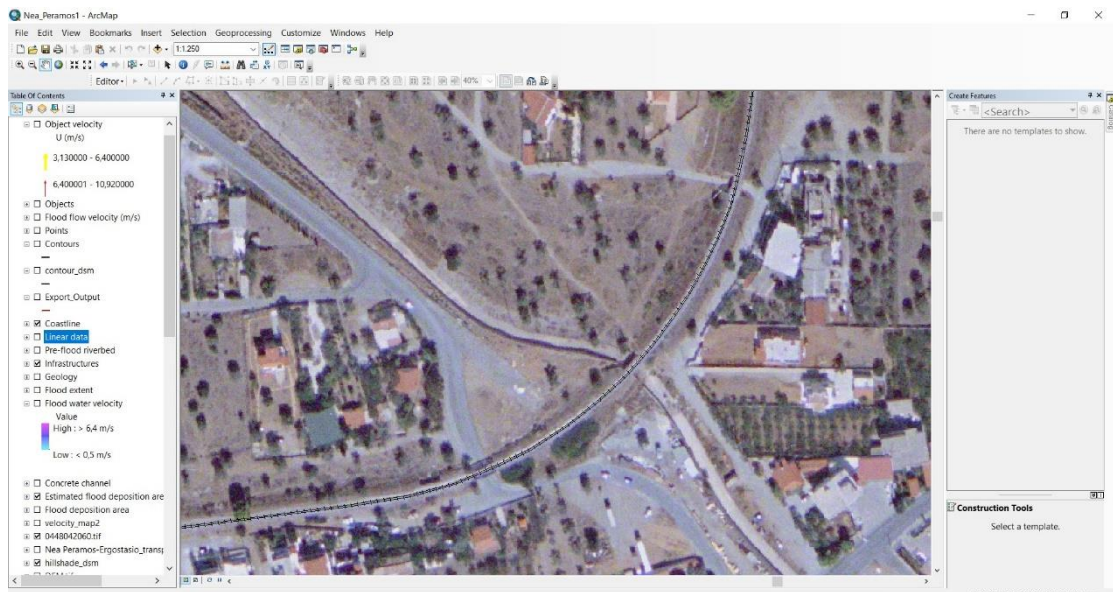 Nea_Peramos1 - ArcMap
File Edit View Bookmarks Insert Selection Geoprocessing Customize Windows Help
1:1.250
Editor
40%
Table Of Contents
Object velocity
U (m/s)
3,130000 - 6,400000
6,400001 - 10,920000
Objects
Flood flow velocity (m/s)
Points
Contours
contour_dsm
Export_Output
Coastline
Linear data
Pre-flood riverbed
Infrastructures
Geology
Flood extent
Flood water velocity
Value
High : > 6,4 m/s
Low : < 0,5 m/s
Concrete channel
Estimated flood deposition are
Flood deposition area
velocity_map2
0448042060.tif
Nea Peramos-Ergostasio_transp
hillshade_dsm
Create Features
<Search>
There are no templates to show.
Construction Tools
Select a template.
Catalog